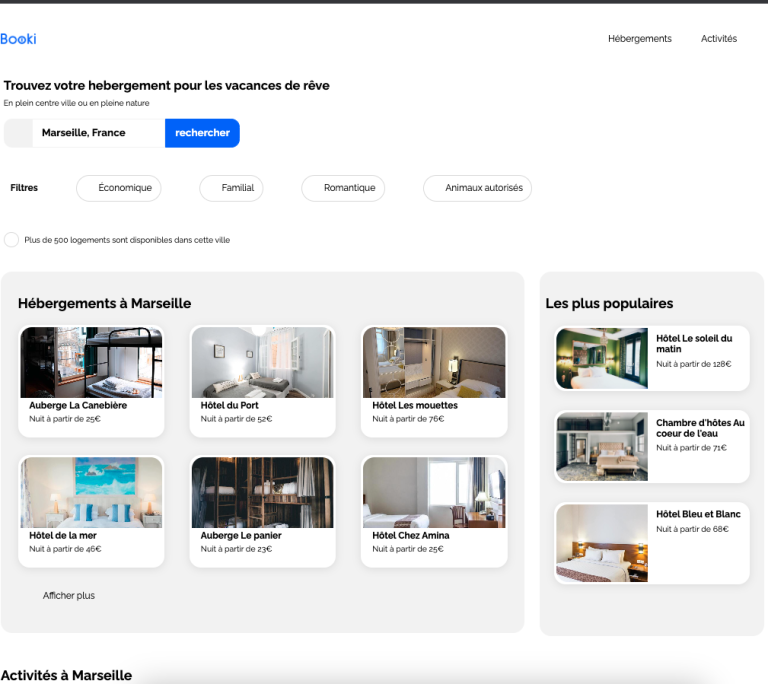 Booki
Hébergements
Activités
Trouvez votre hebergement pour les vacances de rêve
En plein centre ville ou en pleine nature
Marseille, France
rechercher
Filtres
Économique
Familial
Romantique
Animaux autorisés
Plus de 500 logements sont disponibles dans cette ville
Hébergements à Marseille
Auberge La Canebière
Nuit à partir de 25€
Hôtel du Port
Nuit à partir de 52€
Hôtel Les mouettes
Nuit à partir de 76€
Hôtel de la mer
Nuit à partir de 46€
Auberge Le panier
Nuit à partir de 23€
Hôtel Chez Amina
Nuit à partir de 25€
Afficher plus
Les plus populaires
Hôtel Le soleil du
matin
Nuit à partir de 128€
Chambre d'hôtes Au
coeur de l'eau
Nuit à partir de 71€
Hôtel Bleu et Blanc
Nuit à partir de 68€
Activités à Marseille